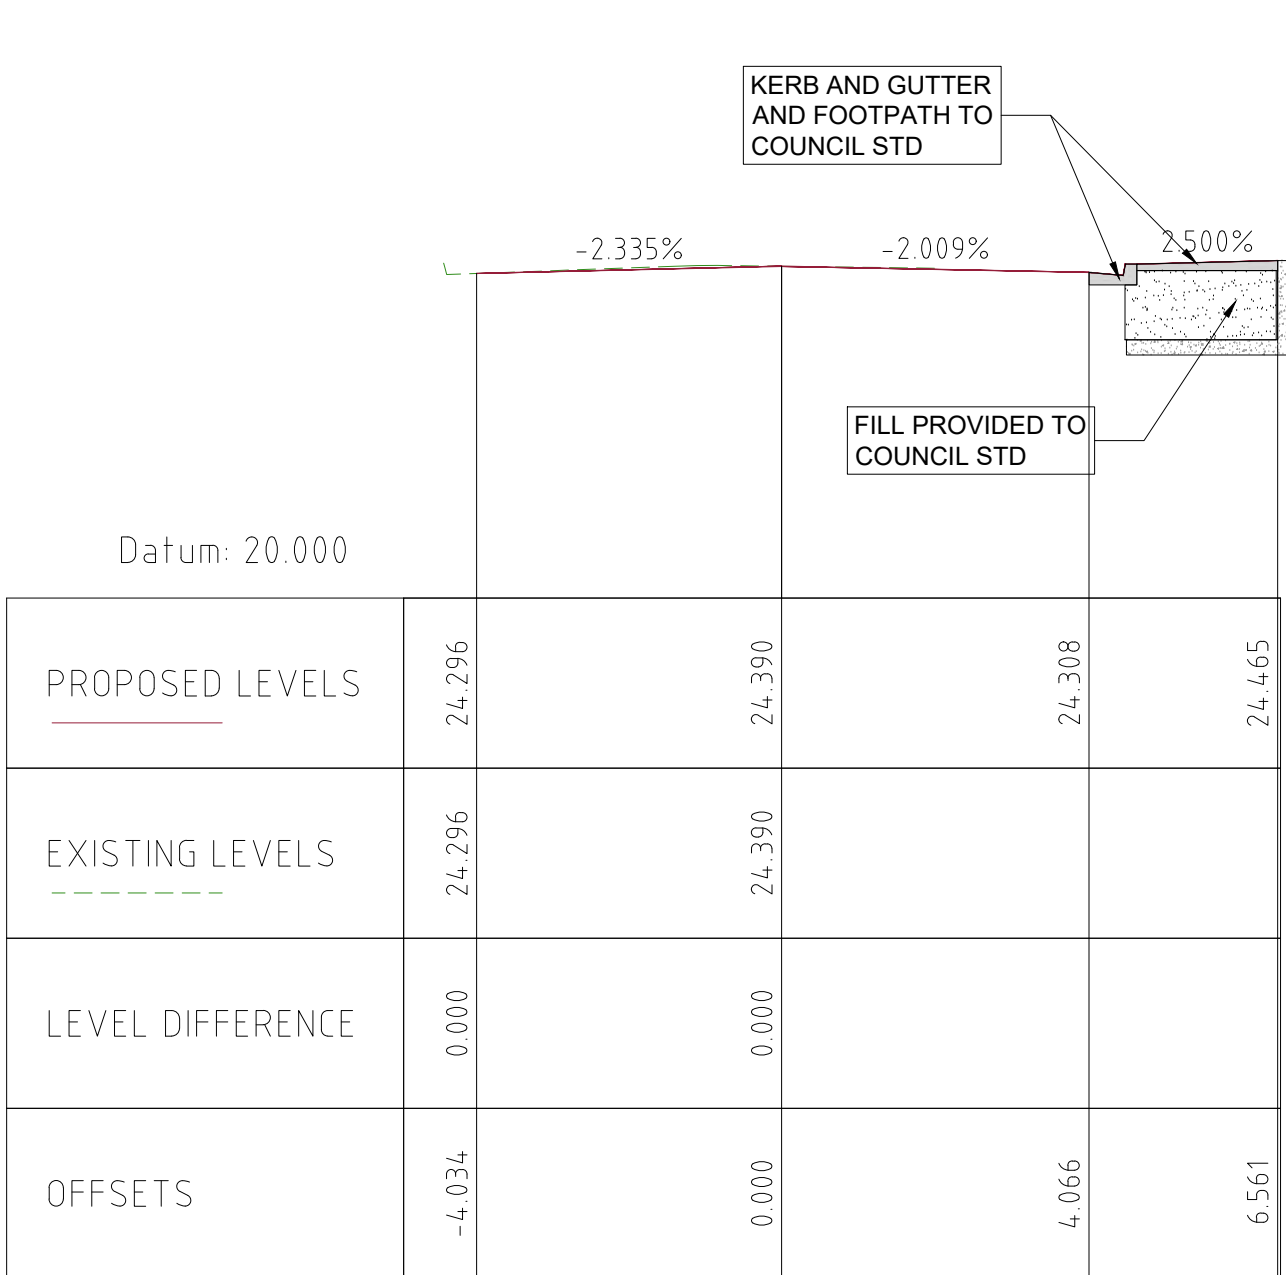 KERB AND GUTTER
AND FOOTPATH TO
COUNCIL STD
-2.335%
-2.009%
2.500%
FILL PROVIDED TO
COUNCIL STD
Datum: 20.000
PROPOSED LEVELS
24.296
24.390
24.308
24.465
EXISTING LEVELS
24.296
24.390
LEVEL DIFFERENCE
0.000
0.000
OFFSETS
-4.034
0.000
4.066
6.561